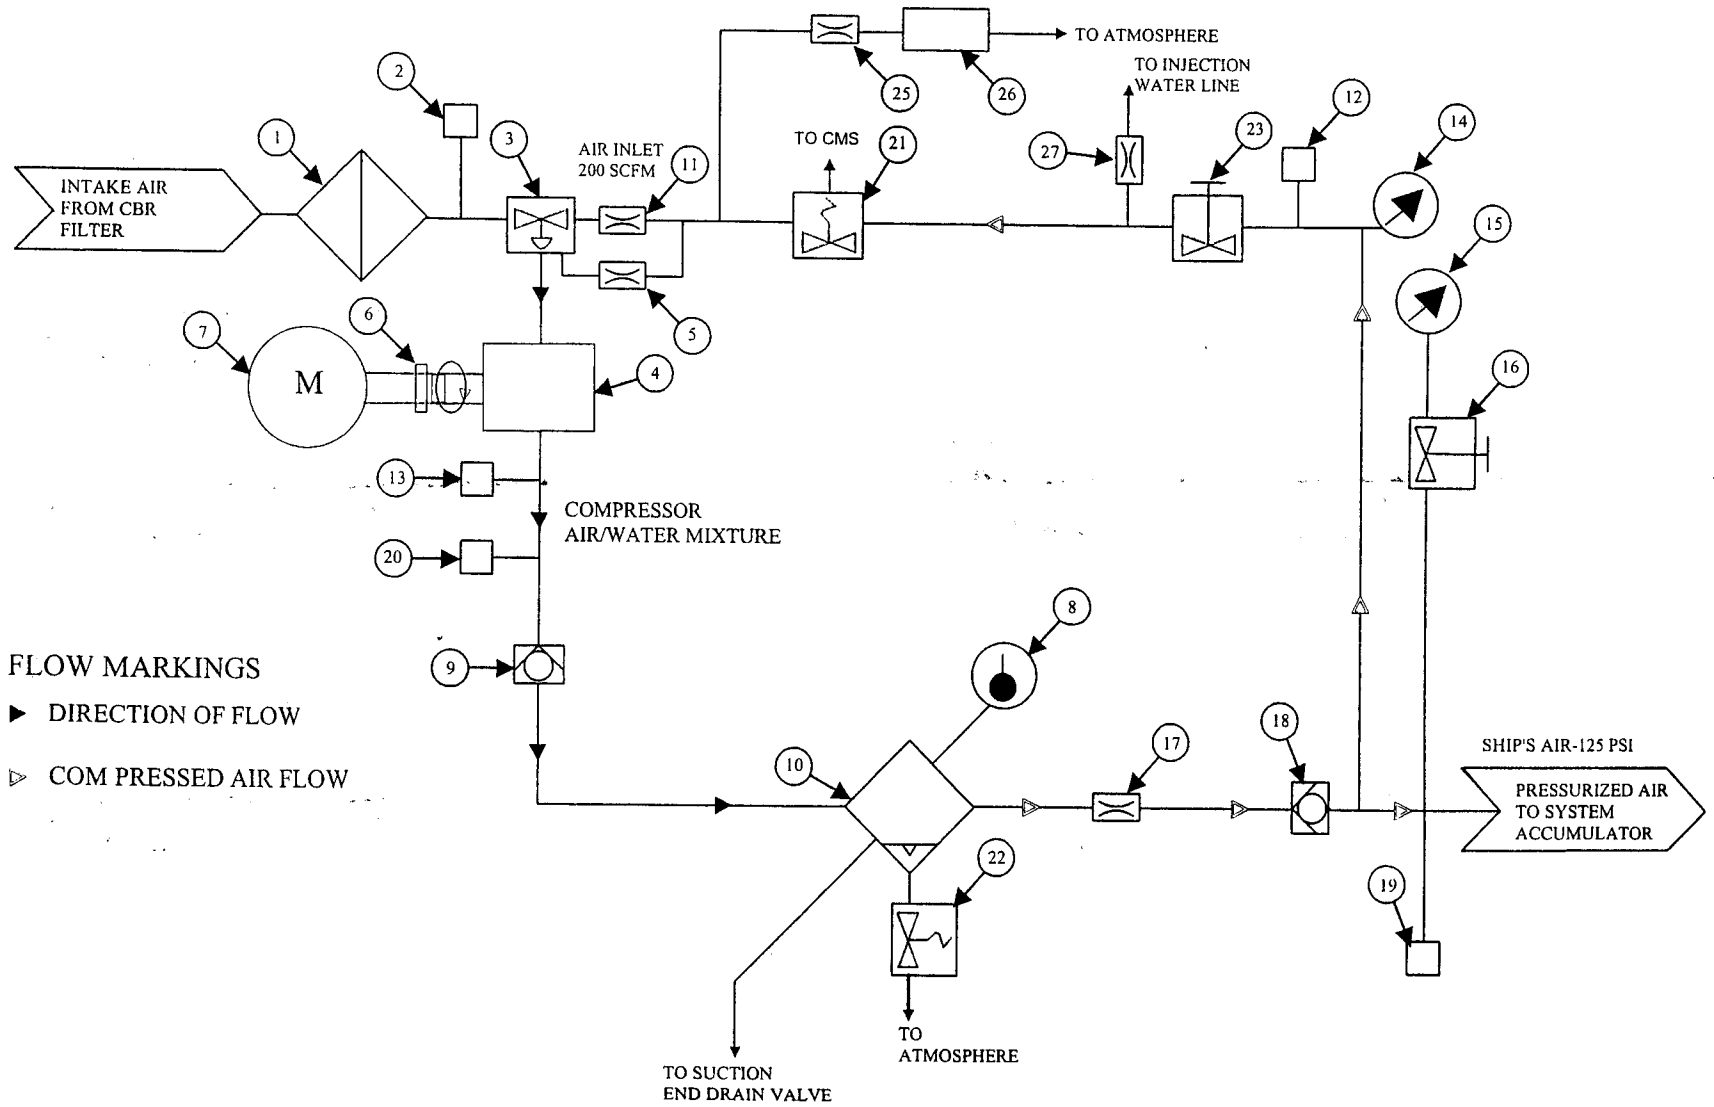 TO ATMOSPHERE
TO INJECTION
WATER LINE
2
25
26
12
14
1
3
AIR INLET
200 SCFM
11
TO CMS
21
27
23
INTAKE AIR
FROM CBR
FILTER
15
7
6
5
M
4
16
13
COMPRESSOR
AIR/WATER MIXTURE
20
8
9
FLOW MARKINGS
DIRECTION OF FLOW
COM PRESSED AIR FLOW
10
17
18
SHIP'S AIR-125 PSI
PRESSURIZED AIR
TO SYSTEM
ACCUMULATOR
22
19
TO
ATMOSPHERE
TO SUCTION
END DRAIN VALVE